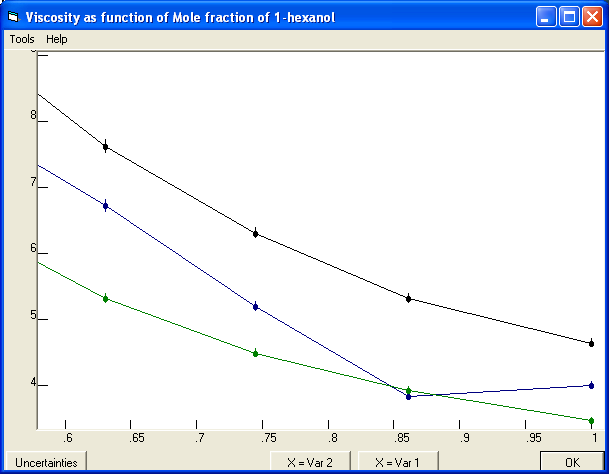 Viscosity as function of Mole fraction of 1-hexanol
Tools Help
8
7
6
5
4
.6 .65 .7 .75 .8 .85 .9 .95 1
Uncertainties X = Var 2 X = Var 1 OK